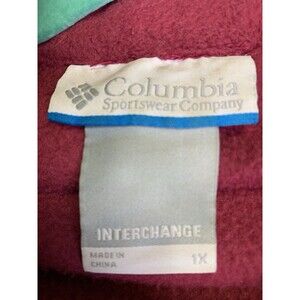 Columbia
Sportswear Company
INTERCHANGE
MADE IN
CHINA
1X